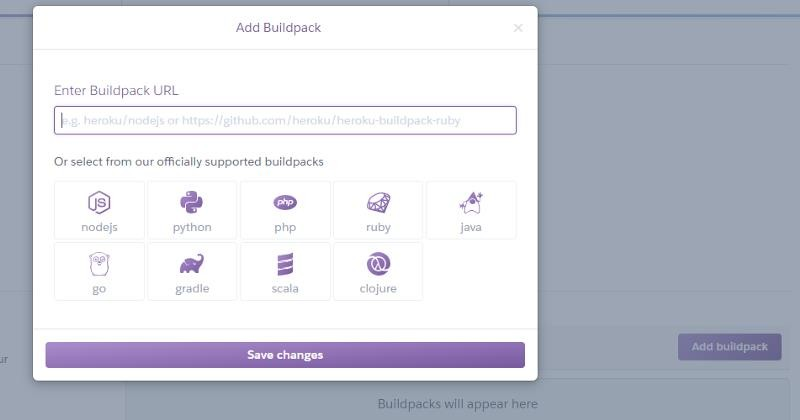 Add Buildpack
×
Enter Buildpack URL
e.g. heroku/nodejs or https://github.com/heroku/heroku-buildpack-ruby
Or select from our officially supported buildpacks
JS php
nodejs python php ruby java
go gradle scala clojure
Save changes
ur
Add buildpack
Buildpacks will appear here